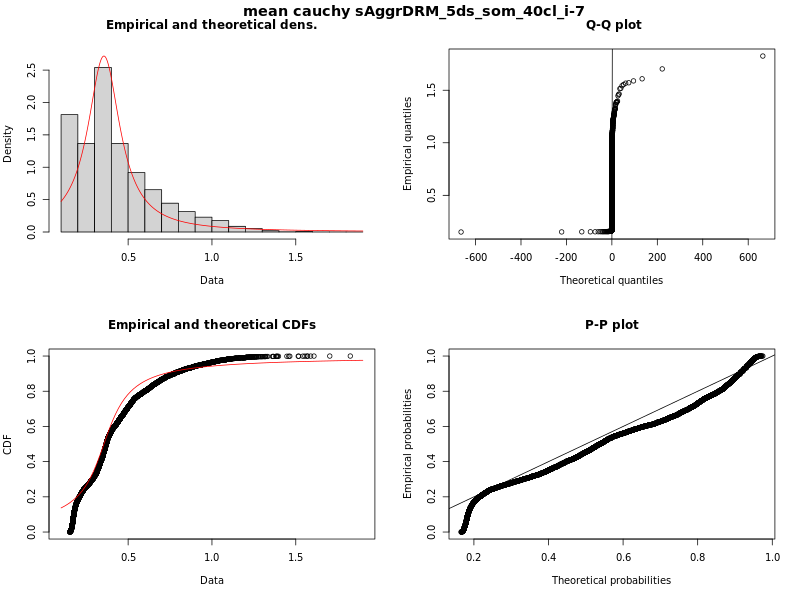 mean cauchy sAggrDRM_5ds_som_40cl_i-7
Empirical and theoretical dens.
Density
0.0 0.5 1.0 1.5 2.0 2.5
0.5 1.0 1.5
Data
Q-Q plot
Empirical quantiles
0.5 1.0 1.5
-600 -400 -200 0 200 400 600
Theoretical quantiles
Empirical and theoretical CDFs
CDF
0.0 0.2 0.4 0.6 0.8 1.0
0.5 1.0 1.5
Data
P-P plot
Empirical probabilities
0.0 0.2 0.4 0.6 0.8 1.0
0.2 0.4 0.6 0.8 1.0
Theoretical probabilities